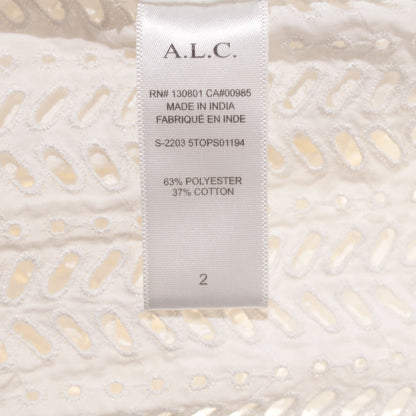 A.L.C.
RN# 130801 CA#00985
MADE IN INDIA
FABRIQUÉ EN INDE
S-2203 5TOPS01194
63% POLYESTER
37% COTTON
2